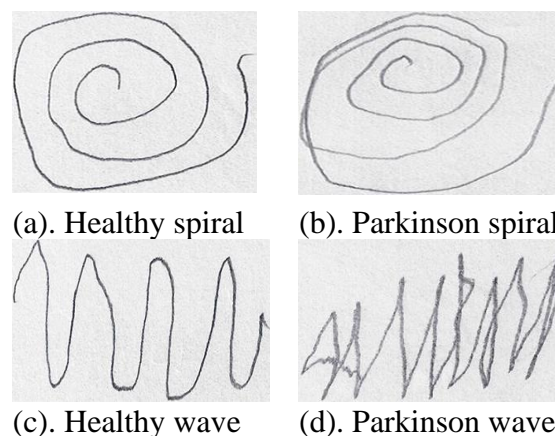 (a). Healthy spiral
(b). Parkinson spiral
(c). Healthy wave
(d). Parkinson wave